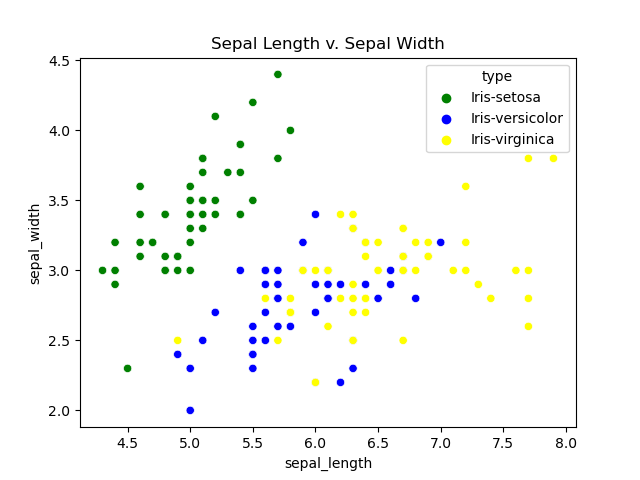 Sepal Length v. Sepal Width
type
Iris-setosa
Iris-versicolor
Iris-virginica
sepal_width
4.5
4.0
3.5
3.0
2.5
2.0
4.5 5.0 5.5 6.0 6.5 7.0 7.5 8.0
sepal_length